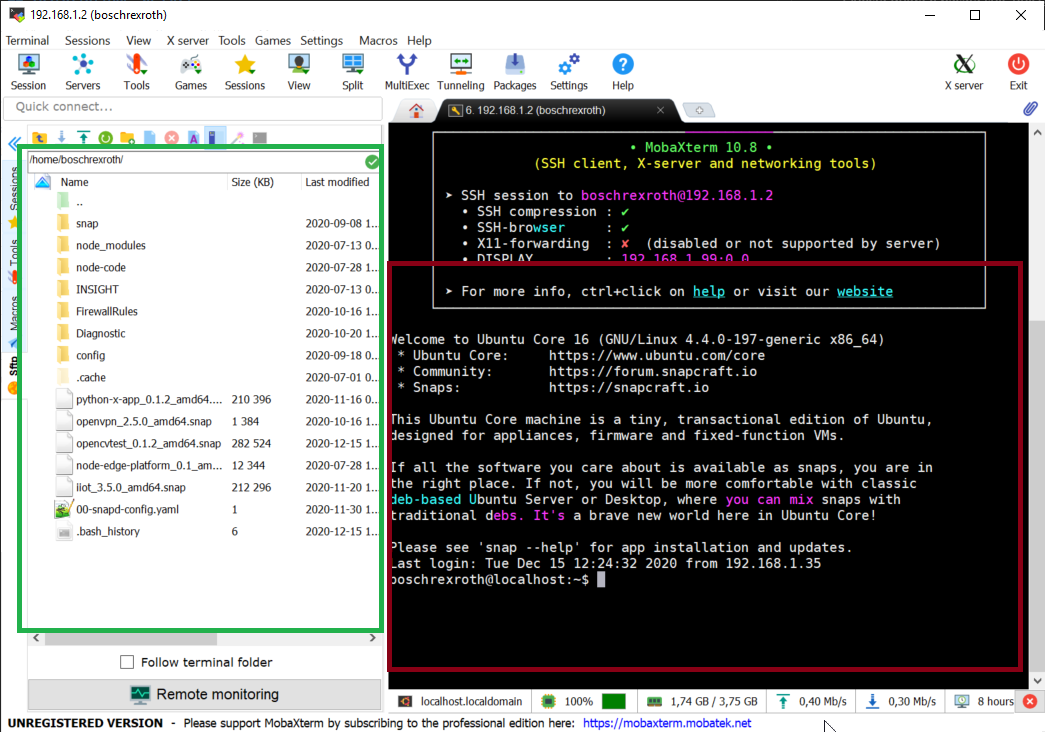 192.168.1.2 (boschrexroth)
Terminal Sessions View X server Tools Games Settings Macros Help
Session Servers Tools Games Sessions View Split MultiExec Tunneling Packages Settings Help X server Exit
Quick connect...
6. 192.168.1.2 (boschrexroth)
Sessions
Tools
Macros
Sftp
/home/boschrexroth/
Name Size (KB) Last modified
..
snap 2020-09-08 1...
node_modules 2020-07-13 0...
node-code 2020-07-28 1...
INSIGHT 2020-07-13 0...
FirewallRules 2020-10-16 1...
Diagnostic 2020-10-20 1...
config 2020-09-18 0...
.cache 2020-07-01 0...
python-x-app_0.1.2_amd64.... 210 396 2020-11-16 0...
openvpn_2.5.0_amd64.snap 1 384 2020-10-16 1...
opencvtest_0.1.2_amd64.snap 282 524 2020-12-15 1...
node-edge-platform_0.1_am... 12 344 2020-07-28 1...
iiot_3.5.0_amd64.snap 212 296 2020-11-20 1...
00-snapd-config.yaml 1 2020-11-30 1...
.bash_history 6 2020-12-15 1...
Follow terminal folder
Remote monitoring
• MobaXterm 10.8 •
(SSH client, X-server and networking tools)
➤ SSH session to boschrexroth@192.168.1.2
• SSH compression : ✔
• SSH-browser : ✔
• X11-forwarding : ✘ (disabled or not supported by server)
• DISPLAY : 192.168.1.99:0.0
➤ For more info, ctrl+click on help or visit our website
Welcome to Ubuntu Core 16 (GNU/Linux 4.4.0-197-generic x86_64)
* Ubuntu Core: https://www.ubuntu.com/core
* Community: https://forum.snapcraft.io
* Snaps: https://snapcraft.io
This Ubuntu Core machine is a tiny, transactional edition of Ubuntu,
designed for appliances, firmware and fixed-function VMs.
If all the software you care about is available as snaps, you are in
the right place. If not, you will be more comfortable with classic
deb-based Ubuntu Server or Desktop, where you can mix snaps with
traditional debs. It's a brave new world here in Ubuntu Core!
Please see 'snap --help' for app installation and updates.
Last login: Tue Dec 15 12:24:32 2020 from 192.168.1.35
boschrexroth@localhost:~$
localhost.localdomain 100% 1,74 GB / 3,75 GB 0,40 Mb/s 0,30 Mb/s 8 hours
UNREGISTERED VERSION - Please support MobaXterm by subscribing to the professional edition here: https://mobaxterm.mobatek.net